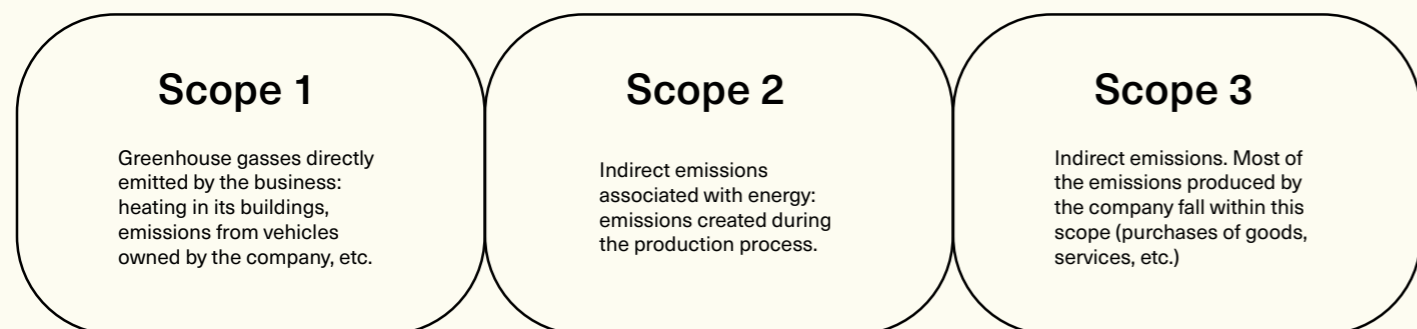 Scope 1
Greenhouse gasses directly
emitted by the business:
heating in its buildings,
emissions from vehicles
owned by the company, etc.
Scope 2
Indirect emissions
associated with energy:
emissions created during
the production process.
Scope 3
Indirect emissions. Most of
the emissions produced by
the company fall within this
scope (purchases of goods,
services, etc.)